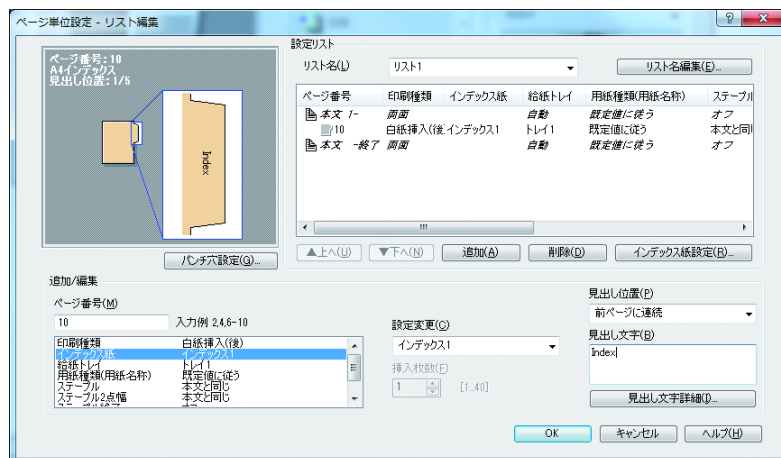 ページ単位設定 - リスト編集
ページ番号:10
A4インデックス
見出し位置:1/5
Index
パンチ穴設定(G)...
設定リスト
リスト名(L)
リスト1
リスト名編集(E)...
ページ番号 印刷種類 インデックス紙 給紙トレイ 用紙種類(用紙名称) ステープル
本文 1- 両面 自動 既定値に従う オフ
10 白紙挿入(後 インデックス1 トレイ1 既定値に従う 本文と同
本文 -終了 両面 自動 既定値に従う オフ
▲上へ(U) ▼下へ(N) 追加(A) 削除(D) インデックス紙設定(R)...
追加/編集
ページ番号(M)
10 入力例 2,4,6-10
印刷種類 白紙挿入(後)
インデックス紙 インデックス1
給紙トレイ トレイ1
用紙種類(用紙名称) 既定値に従う
ステープル 本文と同じ
ステープル2点幅 本文と同じ
設定変更(C)
インデックス1
挿入枚数(F)
1 [1..40]
見出し位置(P)
前ページに連続
見出し文字(B)
Index
見出し文字詳細(I)...
OK キャンセル ヘルプ(H)